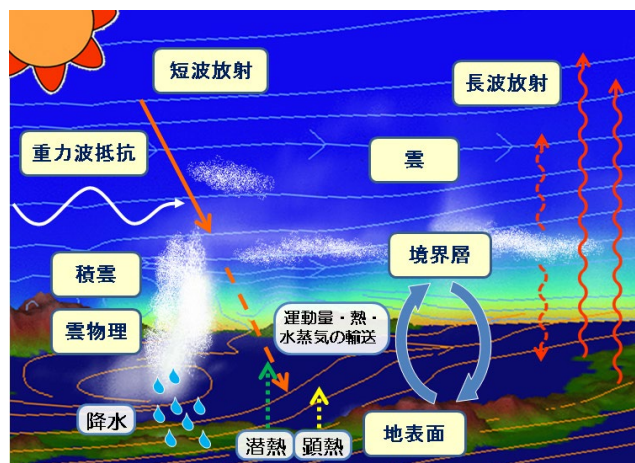 短波放射
長波放射
重力波抵抗
雲
境界層
積雲
雲物理
運動量・熱・
水蒸気の輸送
降水
潜熱
顕熱
地表面